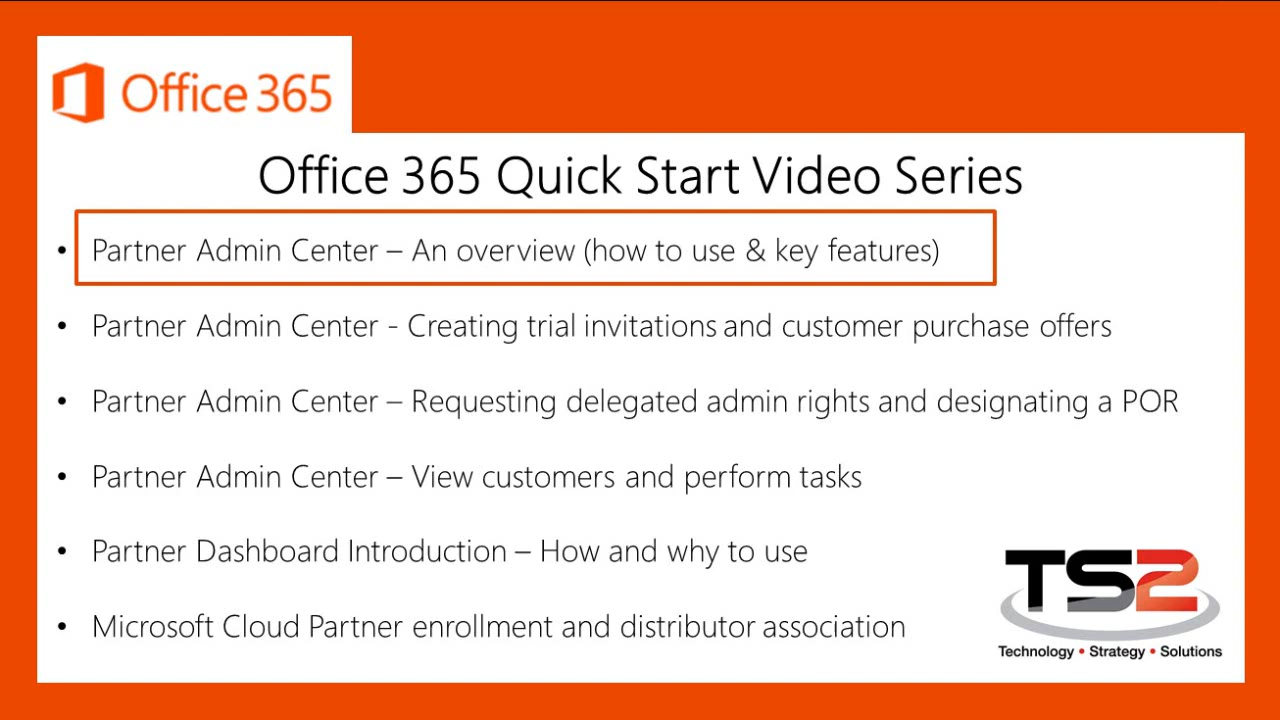 Office 365
Office 365 Quick Start Video Series
• Partner Admin Center – An overview (how to use & key features)
• Partner Admin Center - Creating trial invitations and customer purchase offers
• Partner Admin Center – Requesting delegated admin rights and designating a POR
• Partner Admin Center – View customers and perform tasks
• Partner Dashboard Introduction – How and why to use
• Microsoft Cloud Partner enrollment and distributor association
TS2
Technology • Strategy • Solutions